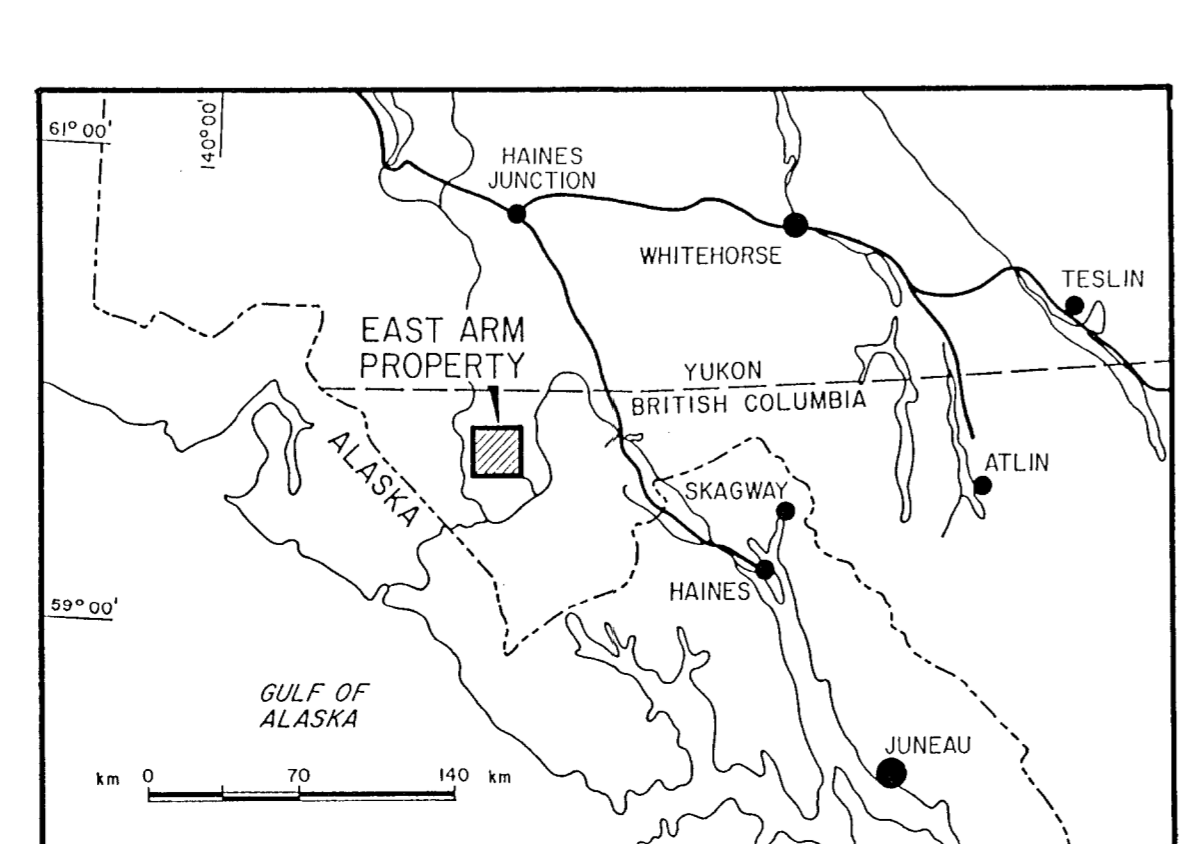 61° 00'
140° 00'
HAINES
JUNCTION
WHITEHORSE
TESLIN
EAST ARM
PROPERTY
YUKON
BRITISH COLUMBIA
ALASKA
SKAGWAY
ATLIN
HAINES
59° 00'
GULF OF
ALASKA
JUNEAU
km 0 70 140 km